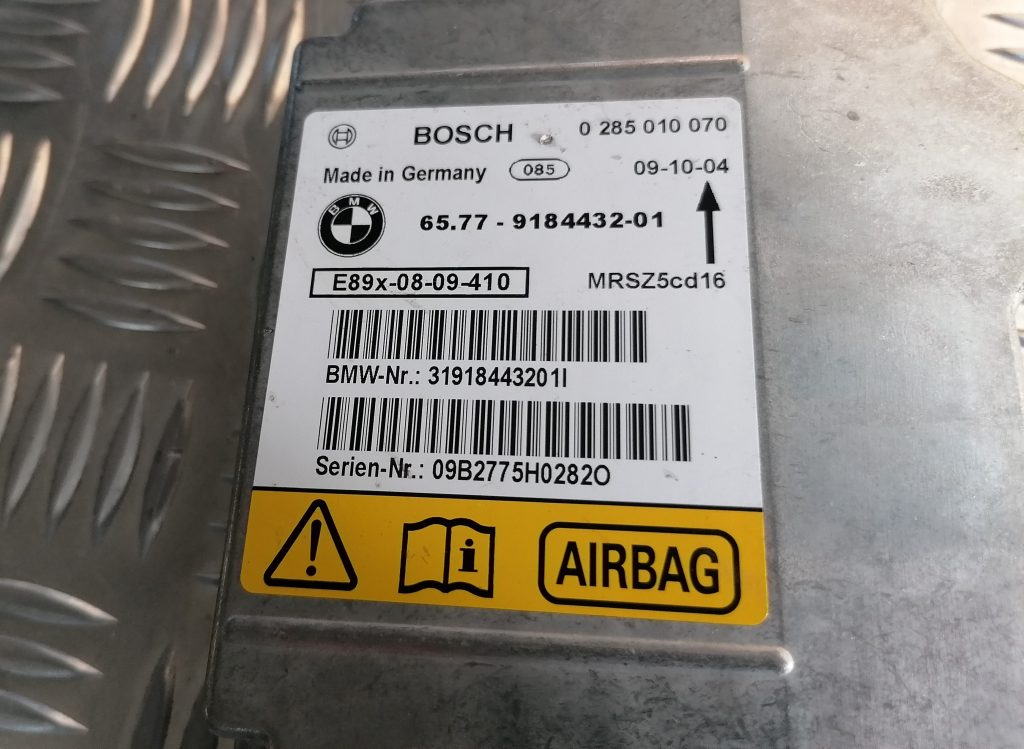 BOSCH 0 285 010 070
Made in Germany 085 09-10-04
BMW
65.77 - 9184432-01
E89x-08-09-410 MRSZ5cd16
BMW-Nr.: 31918443201I
Serien-Nr.: 09B2775H0282O
! i AIRBAG